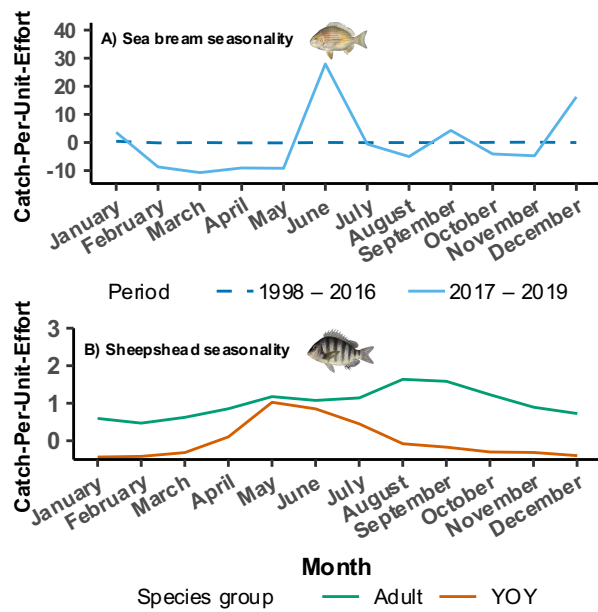 A) Sea bream seasonality
Catch-Per-Unit-Effort
40
30
20
10
0
-10
January
February
March
April
May
June
July
August
September
October
November
December
Period
1998 – 2016
2017 – 2019
B) Sheepshead seasonality
Catch-Per-Unit-Effort
3
2
1
0
January
February
March
April
May
June
July
August
September
October
November
December
Month
Species group
Adult
YOY